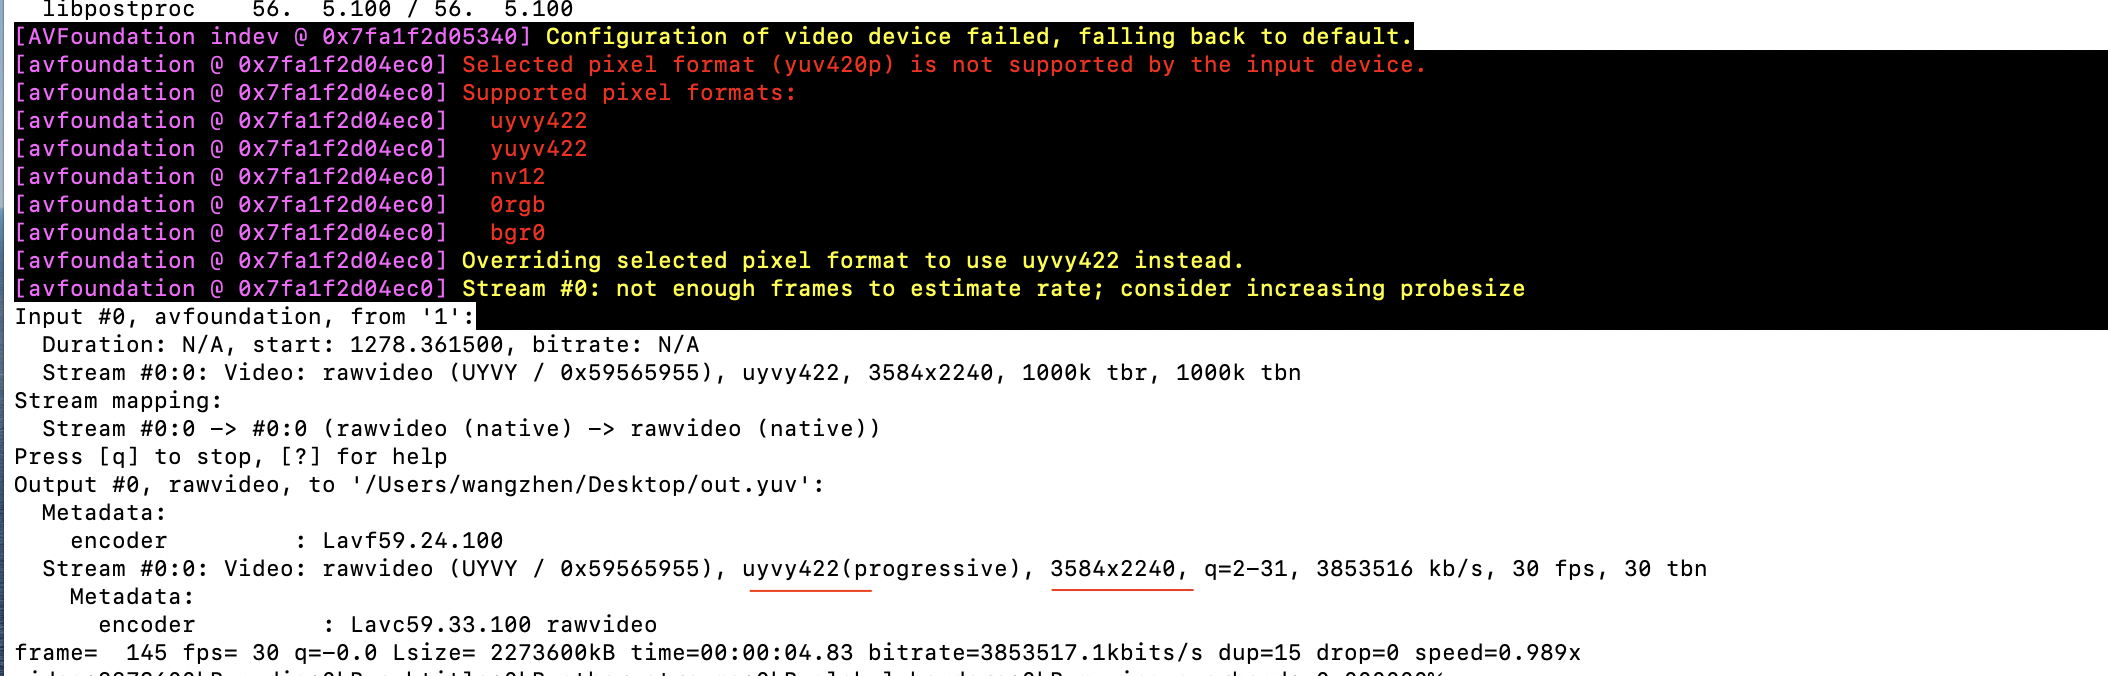 libpostproc    56.  5.100 / 56.  5.100
[AVFoundation indev @ 0x7fa1f2d05340] Configuration of video device failed, falling back to default.
[avfoundation @ 0x7fa1f2d04ec0] Selected pixel format (yuv420p) is not supported by the input device.
[avfoundation @ 0x7fa1f2d04ec0] Supported pixel formats:
[avfoundation @ 0x7fa1f2d04ec0]   uyvy422
[avfoundation @ 0x7fa1f2d04ec0]   yuyv422
[avfoundation @ 0x7fa1f2d04ec0]   nv12
[avfoundation @ 0x7fa1f2d04ec0]   0rgb
[avfoundation @ 0x7fa1f2d04ec0]   bgr0
[avfoundation @ 0x7fa1f2d04ec0] Overriding selected pixel format to use uyvy422 instead.
[avfoundation @ 0x7fa1f2d04ec0] Stream #0: not enough frames to estimate rate; consider increasing probesize
Input #0, avfoundation, from '1':
  Duration: N/A, start: 1278.361500, bitrate: N/A
  Stream #0:0: Video: rawvideo (UYVY / 0x59565955), uyvy422, 3584x2240, 1000k tbr, 1000k tbn
Stream mapping:
  Stream #0:0 -> #0:0 (rawvideo (native) -> rawvideo (native))
Press [q] to stop, [?] for help
Output #0, rawvideo, to '/Users/wangzhen/Desktop/out.yuv':
  Metadata:
    encoder         : Lavf59.24.100
  Stream #0:0: Video: rawvideo (UYVY / 0x59565955), uyvy422(progressive), 3584x2240, q=2-31, 3853516 kb/s, 30 fps, 30 tbn
    Metadata:
      encoder         : Lavc59.33.100 rawvideo
frame=  145 fps= 30 q=-0.0 Lsize= 2273600kB time=00:00:04.83 bitrate=3853517.1kbits/s dup=15 drop=0 speed=0.989x